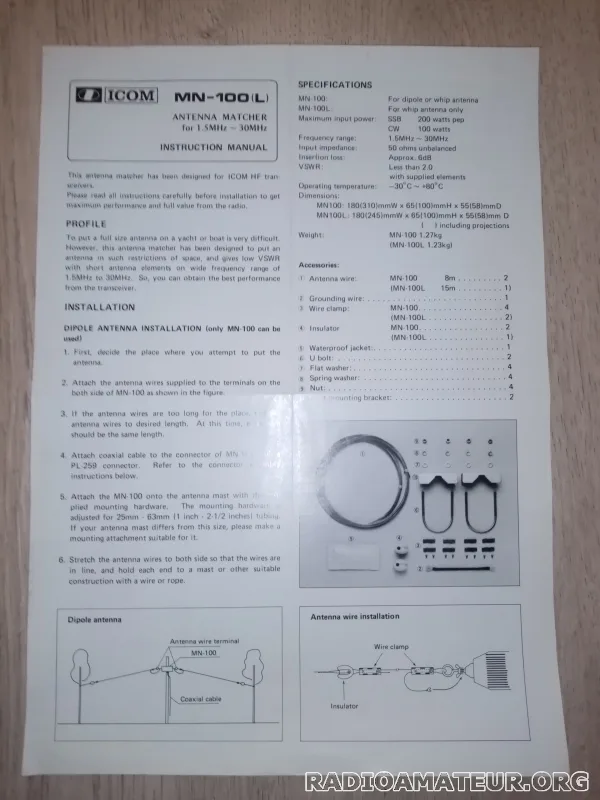 ICOM MN-100(L)
ANTENNA MATCHER
for 1.5MHz ~ 30MHz
INSTRUCTION MANUAL
This antenna matcher has been designed for ICOM HF tran-
sceivers.
Please read all instructions carefully before installation to get
maximum performance and full value from the radio.
PROFILE
To put a full size antenna on a yacht or boat is very difficult.
However, this antenna matcher has been designed to put an
antenna in such restrictions of space, and gives low VSWR
with short antenna elements on wide frequency range of
1.5MHz to 30MHz. So, you can obtain the best performance
from the transceiver.
INSTALLATION
DIPOLE ANTENNA INSTALLATION (only MN-100 can be
used)
1. First, decide the place where you attempt to put the
antenna.
2. Attach the antenna wires supplied to the terminals on the
both side of MN-100 as shown in the figure.
3. If the antenna wires are too long for the place,
antenna wires to desired length. At this time,
should be the same length.
4. Attach coaxial cable to the connector of
PL-259 connector. Refer to the connector
instructions below.
5. Attach the MN-100 onto the antenna mast with
plied mounting hardware. The mounting hardware
adjusted for 25mm - 63mm (1 inch - 2-1/2 inches) tubing.
If your antenna mast differs from this size, please make a
mounting attachment suitable for it.
6. Stretch the antenna wires to both side so that the wires are
in line, and hold each end to a mast or other suitable
construction with a wire or rope.
Dipole antenna
Antenna wire terminal
MN-100
Coaxial cable
SPECIFICATIONS
MN-100: For dipole or whip antenna
MN-100L: For whip antenna only
Maximum input power: SSB 200 watts pep
CW 100 watts
Frequency range: 1.5MHz ~ 30MHz
Input impedance: 50 ohms unbalanced
Insertion loss: Approx. 6dB
VSWR: Less than 2.0
with supplied elements
Operating temperature: −30°C ~ +60°C
Dimensions:
MN100: 180(310)mmW x 65(100)mmH x 55(58)mmD
MN100L: 180(245)mmW x 65(100)mmH x 55(58)mm D
( ) including projections
Weight: MN-100 1.27kg
(MN-100L 1.23kg)
Accessories:
① Antenna wire: MN-100 8m ......... 2
(MN-100L 15m ......... 1)
② Grounding wire: ......... 1
③ Wire clamp: MN-100 ......... 4
(MN-100L ......... 2)
④ Insulator MN-100 ......... 2
(MN-100L ......... 1)
⑤ Waterproof jacket: ......... 1
⑥ U bolt: ......... 2
⑦ Flat washer: ......... 4
⑧ Spring washer: ......... 4
⑨ Nut: ......... 4
mounting bracket: ......... 2
Antenna wire installation
Wire clamp
Insulator
RADIOAMATEUR.ORG